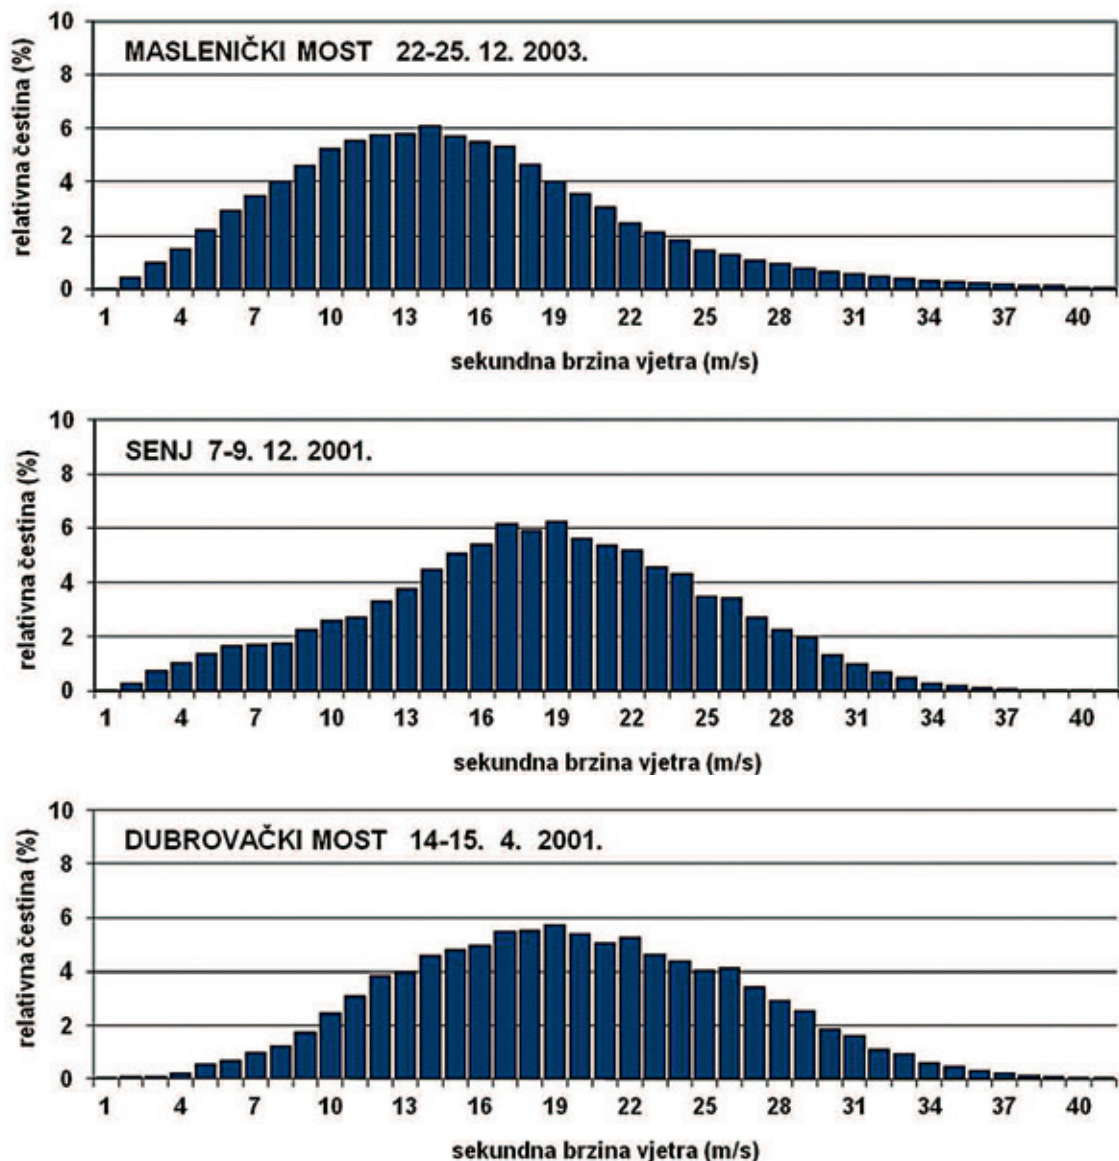 MASLENIČKI MOST 22-25. 12. 2003.
relativna čestina (%)
10
8
6
4
2
0
1 4 7 10 13 16 19 22 25 28 31 34 37 40
sekundna brzina vjetra (m/s)
SENJ 7-9. 12. 2001.
relativna čestina (%)
10
8
6
4
2
0
1 4 7 10 13 16 19 22 25 28 31 34 37 40
sekundna brzina vjetra (m/s)
DUBROVAČKI MOST 14-15. 4. 2001.
relativna čestina (%)
10
8
6
4
2
0
1 4 7 10 13 16 19 22 25 28 31 34 37 40
sekundna brzina vjetra (m/s)